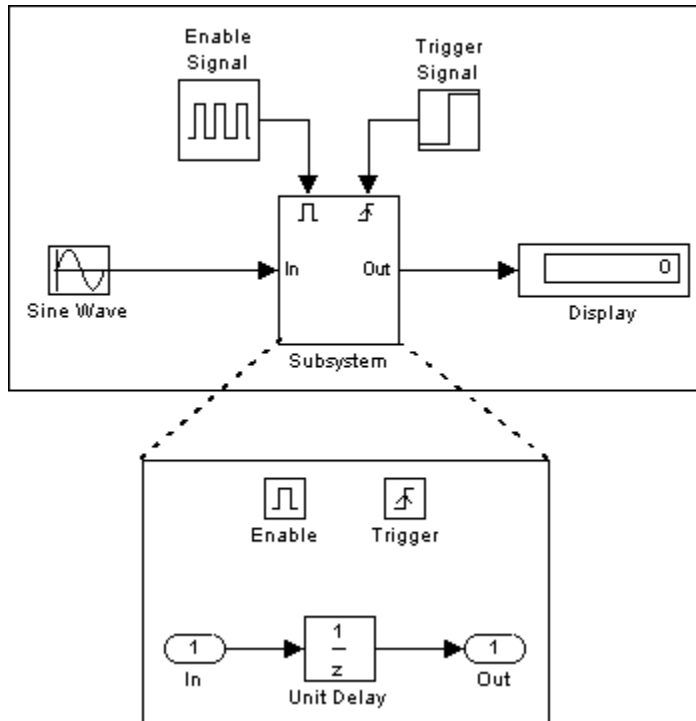 Enable
Signal
Trigger
Signal
In
Out
0
Sine Wave
Display
Subsystem
Enable
Trigger
1
1
z
1
In
Unit Delay
Out